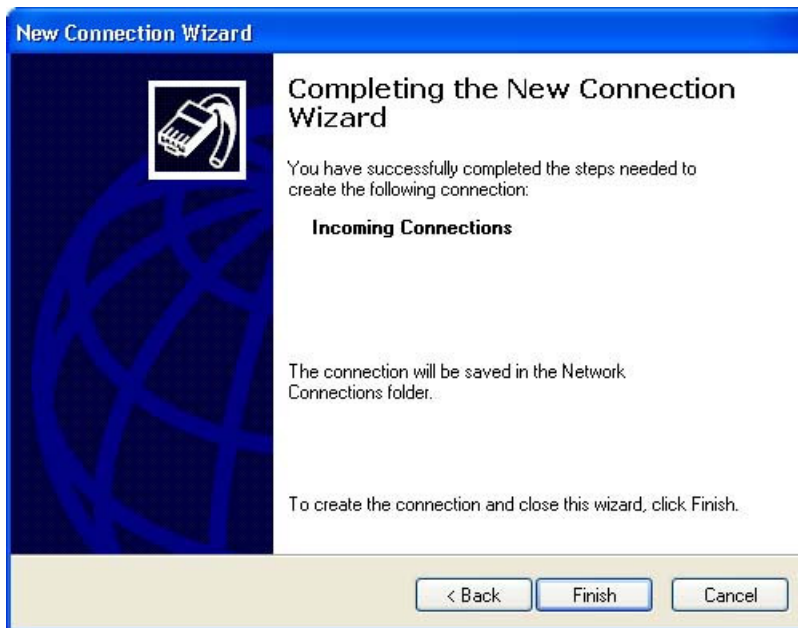 New Connection Wizard
Completing the New Connection
Wizard
You have successfully completed the steps needed to
create the following connection:
Incoming Connections
The connection will be saved in the Network
Connections folder.
To create the connection and close this wizard, click Finish.
< Back Finish Cancel